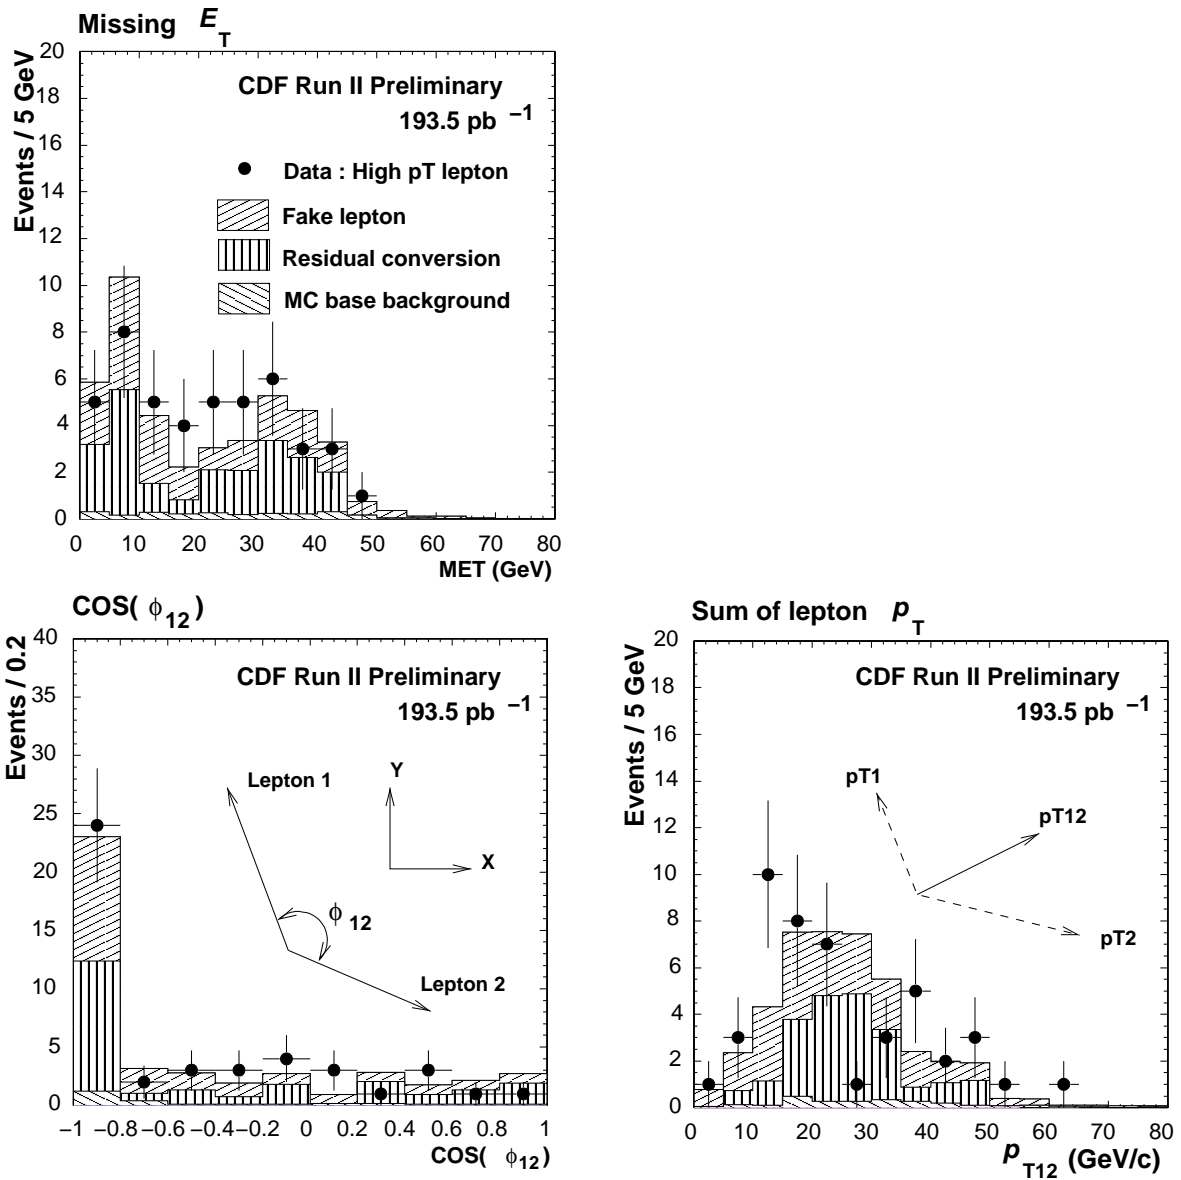 Missing E_T
Events / 5 GeV
20
18
16
14
12
10
8
6
4
2
0
CDF Run II Preliminary
193.5 pb −1
Data : High pT lepton
Fake lepton
Residual conversion
MC base background
0 10 20 30 40 50 60 70 80
MET (GeV)
COS( ϕ12)
Events / 0.2
40
35
30
25
20
15
10
5
0
CDF Run II Preliminary
193.5 pb −1
Lepton 1
Y
X
ϕ 12
Lepton 2
−1 −0.8 −0.6 −0.4 −0.2 0 0.2 0.4 0.6 0.8 1
COS( ϕ12)
Sum of lepton p_T
Events / 5 GeV
20
18
16
14
12
10
8
6
4
2
0
CDF Run II Preliminary
193.5 pb −1
pT1
pT12
pT2
0 10 20 30 40 50 60 70 80
p T12 (GeV/c)